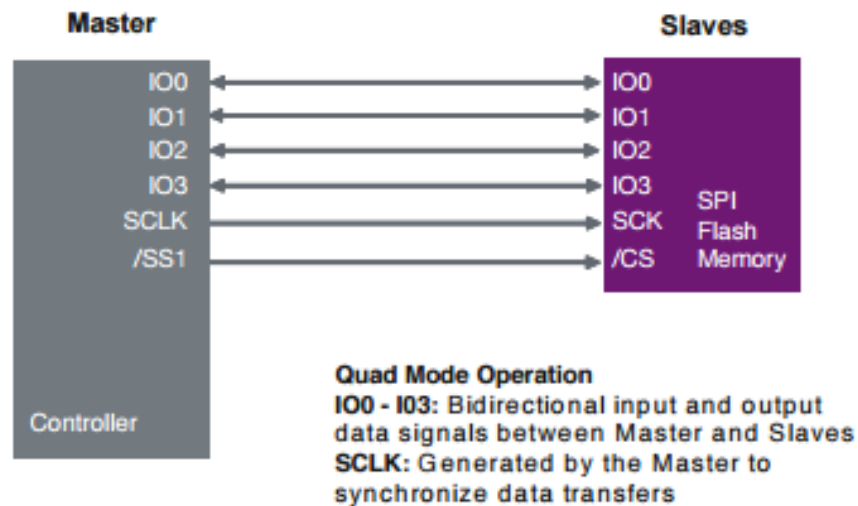 Master
Slaves
IO0
IO0
IO1
IO1
IO2
IO2
IO3
IO3
SCLK
SCK
/SS1
/CS
SPI
Flash
Memory
Controller
Quad Mode Operation
IO0 - I03: Bidirectional input and output
data signals between Master and Slaves
SCLK: Generated by the Master to
synchronize data transfers